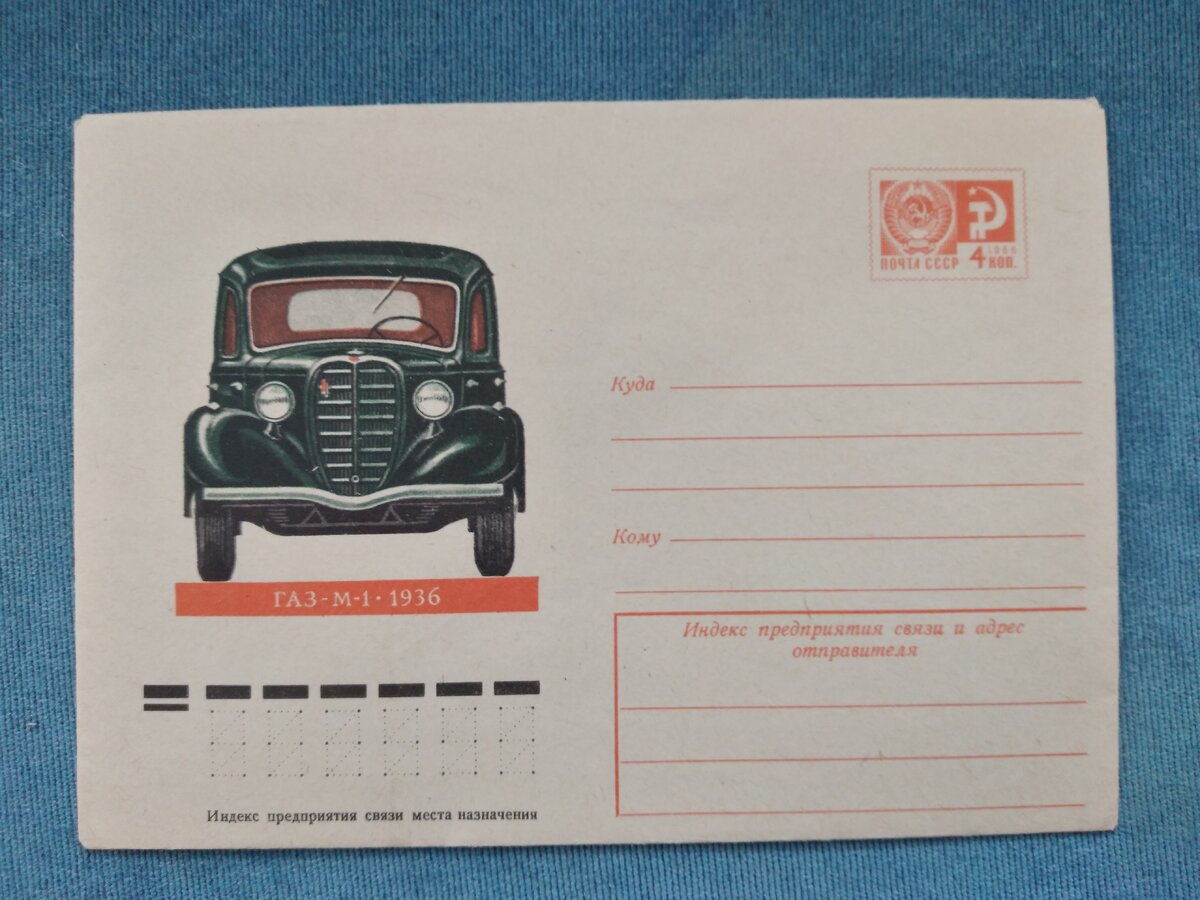 1966
ПОЧТА СССР 4 КОП.
Куда
Кому
ГАЗ-М-1·1936
Индекс предприятия связи и адрес
отправителя
Индекс предприятия связи места назначения